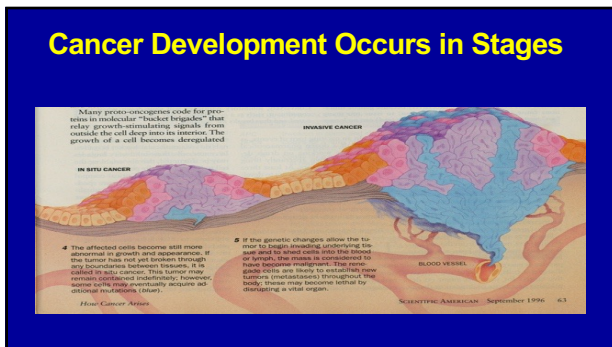 Cancer Development Occurs in Stages
Many proto-oncogenes code for pro-
teins in molecular "bucket brigades" that
relay growth-stimulating signals from
outside the cell deep into its interior. The
growth of a cell becomes deregulated
INVASIVE CANCER
IN SITU CANCER
4 The affected cells become still more
abnormal in growth and appearance. If
the tumor has not yet broken through
any boundaries between tissues, it is
called in situ cancer. This tumor may
remain contained indefinitely; however,
some cells may eventually acquire ad-
ditional mutations (blue).
5 If the genetic changes allow the tu-
mor to begin invading underlying tis-
sue and to shed cells into the blood
or lymph, the mass is considered to
have become malignant. The rene-
gade cells are likely to establish new
tumors (metastases) throughout the
body; these may become lethal by
disrupting a vital organ.
BLOOD VESSEL
How Cancer Arises
SCIENTIFIC AMERICAN September 1996 63